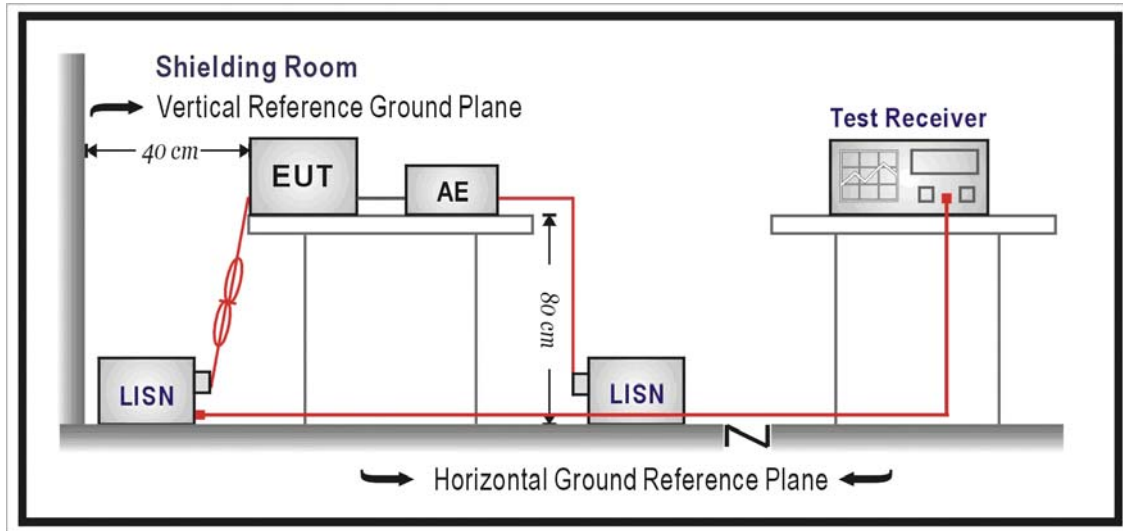 Shielding Room
Vertical Reference Ground Plane
Test Receiver
40 cm
EUT
AE
80 cm
LISN
LISN
Horizontal Ground Reference Plane